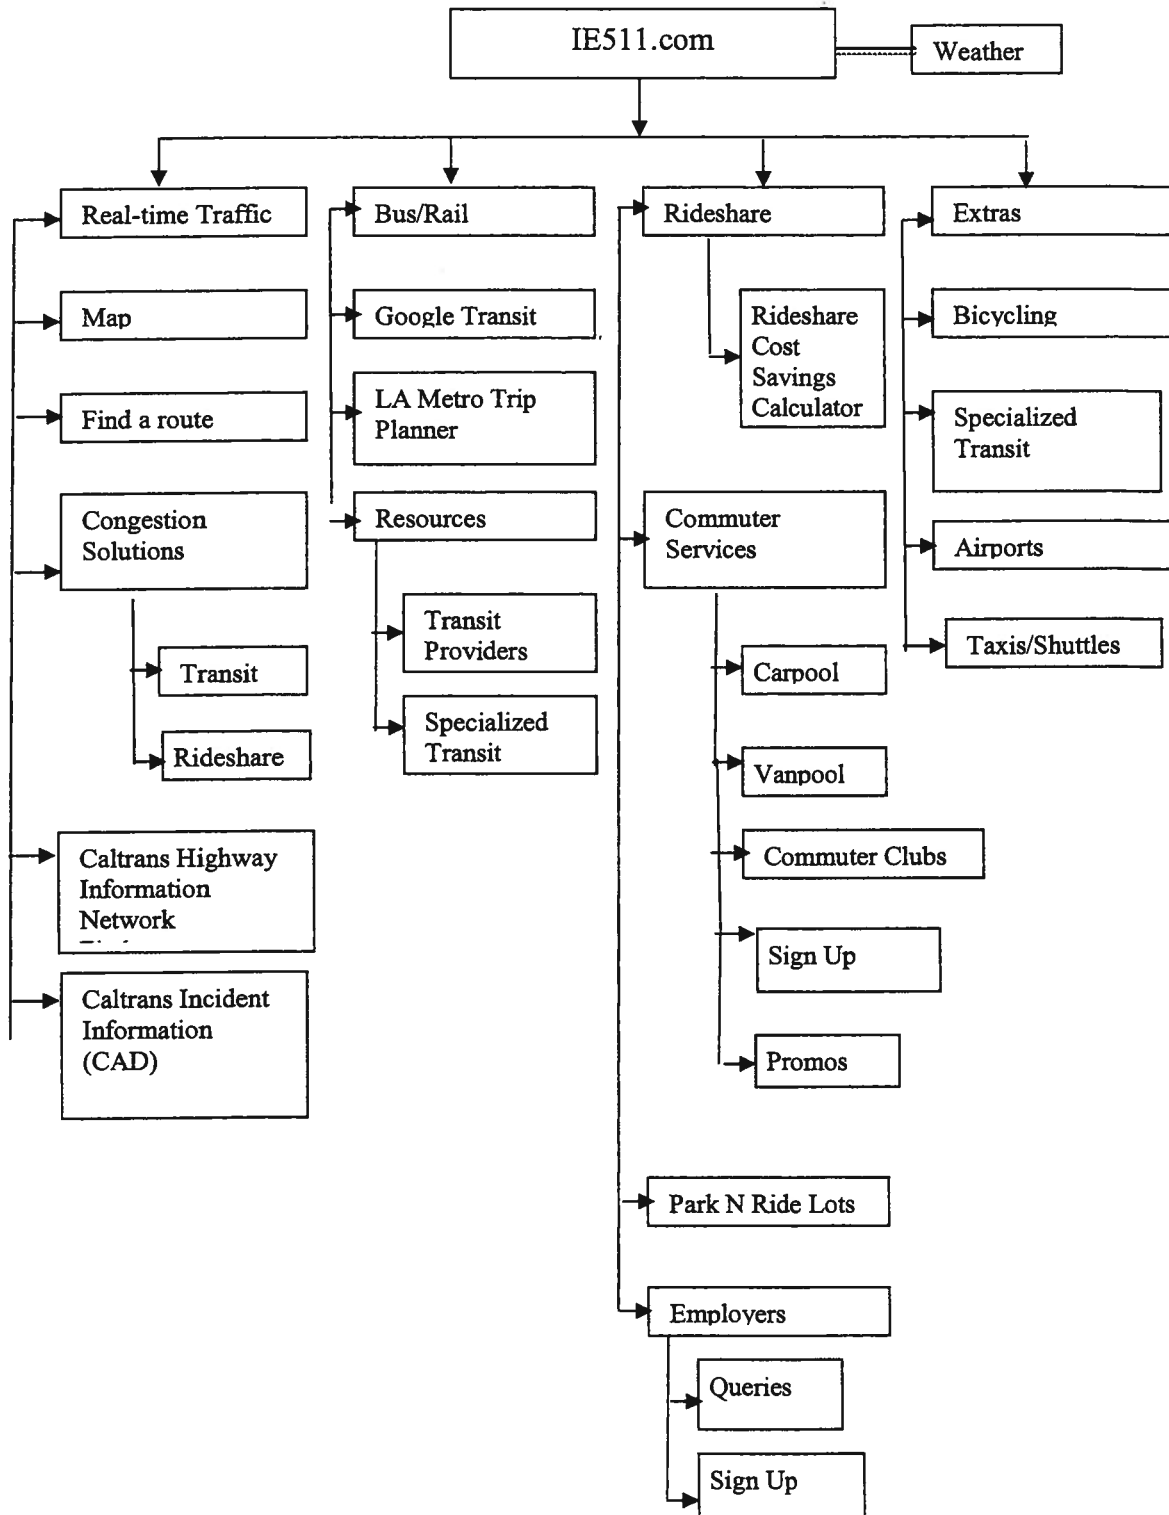 IE511.com
Weather
Real-time Traffic
Map
Find a route
Congestion
Solutions
Transit
Rideshare
Caltrans Highway
Information
Network
Caltrans Incident
Information
(CAD)
Bus/Rail
Google Transit
LA Metro Trip
Planner
Resources
Transit
Providers
Specialized
Transit
Rideshare
Rideshare
Cost
Savings
Calculator
Commuter
Services
Carpool
Vanpool
Commuter Clubs
Sign Up
Promos
Park N Ride Lots
Employers
Queries
Sign Up
Extras
Bicycling
Specialized
Transit
Airports
Taxis/Shuttles